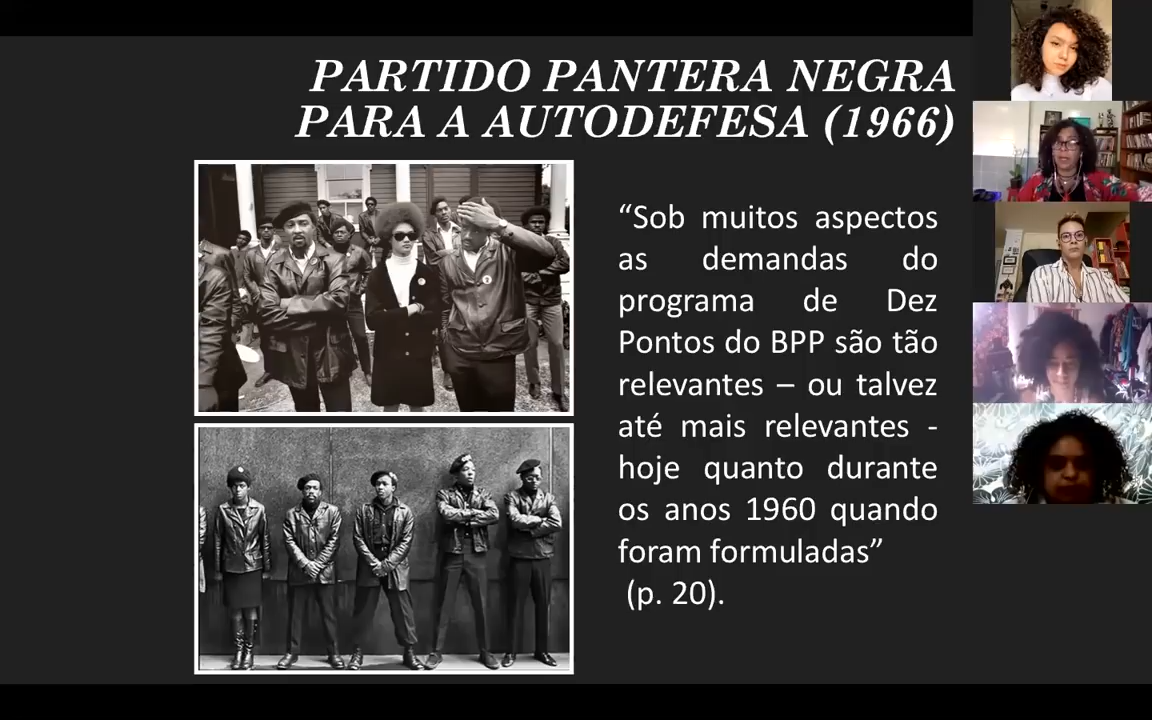 PARTIDO PANTERA NEGRA
PARA A AUTODEFESA (1966)
“Sob muitos aspectos
as demandas do
programa de Dez
Pontos do BPP são tão
relevantes – ou talvez
até mais relevantes -
hoje quanto durante
os anos 1960 quando
foram formuladas”
(p. 20).